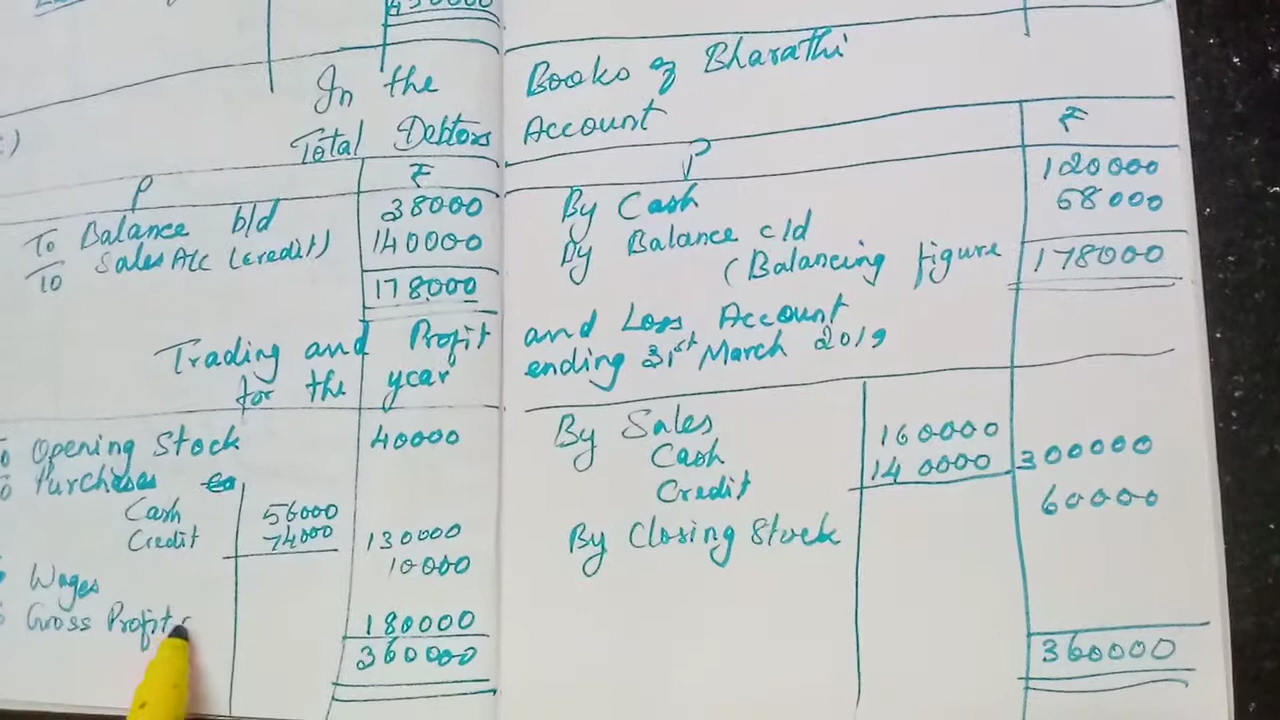 In the Books of Bharathi
Total Debtors Account
P ₹ P ₹
To Balance b/d 38000 By Cash 120000
To Sales A/c (credit) 140000 By Balance c/d 58000
178000 (Balancing figure 178000
Trading and Profit and Loss Account
for the year ending 31st March 2019
Opening Stock 40000 By Sales
Purchases Cash 160000
Cash 56000 Credit 140000 300000
Credit 74000 130000 By Closing Stock 60000
Wages 10000
Gross Profit 180000
360000 360000